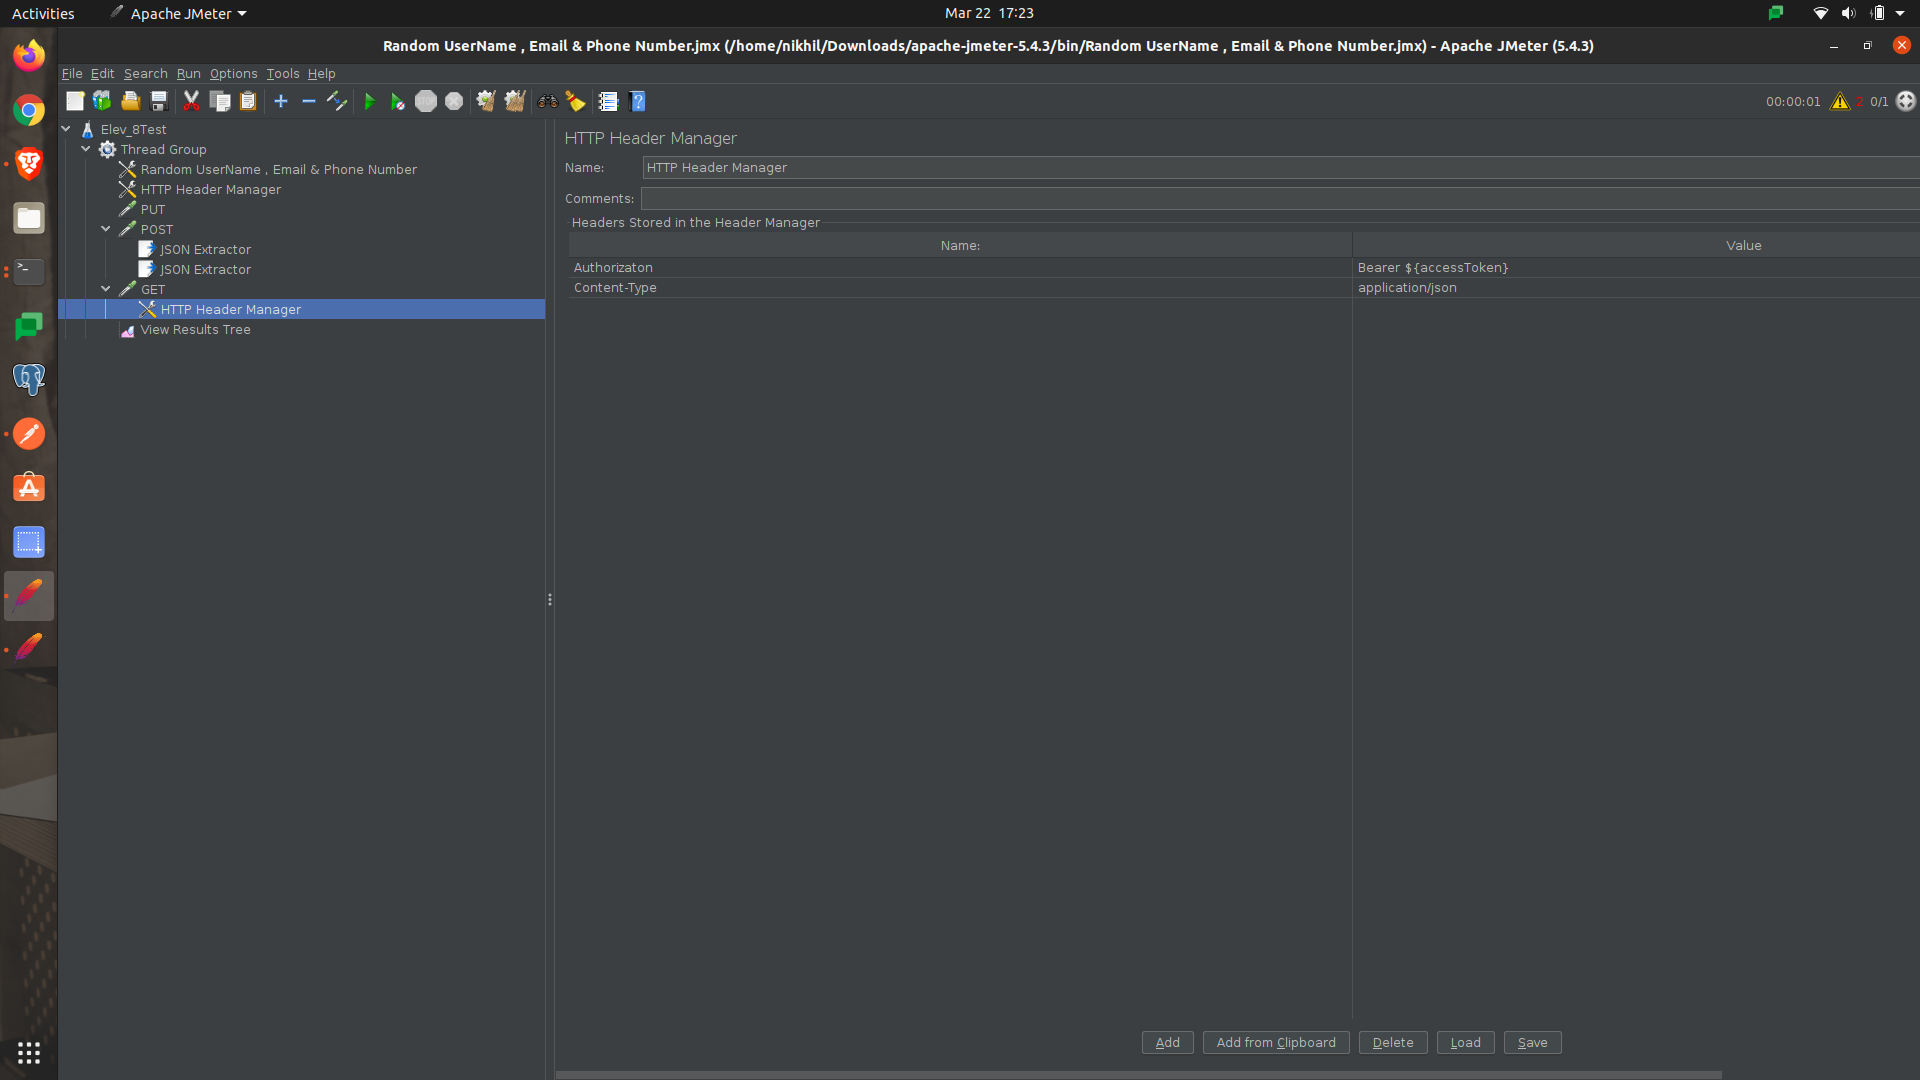 Activities
Apache JMeter
Mar 22 17:23
Random UserName , Email & Phone Number.jmx (/home/nikhil/Downloads/apache-jmeter-5.4.3/bin/Random UserName , Email & Phone Number.jmx) - Apache JMeter (5.4.3)
File Edit Search Run Options Tools Help
STOP
00:00:01 2 0/1
Elev_8Test
Thread Group
Random UserName , Email & Phone Number
HTTP Header Manager
PUT
POST
JSON Extractor
JSON Extractor
GET
HTTP Header Manager
View Results Tree
HTTP Header Manager
Name: HTTP Header Manager
Comments:
Headers Stored in the Header Manager
Name: Value
Authorizaton Bearer ${accessToken}
Content-Type application/json
Add Add from Clipboard Delete Load Save